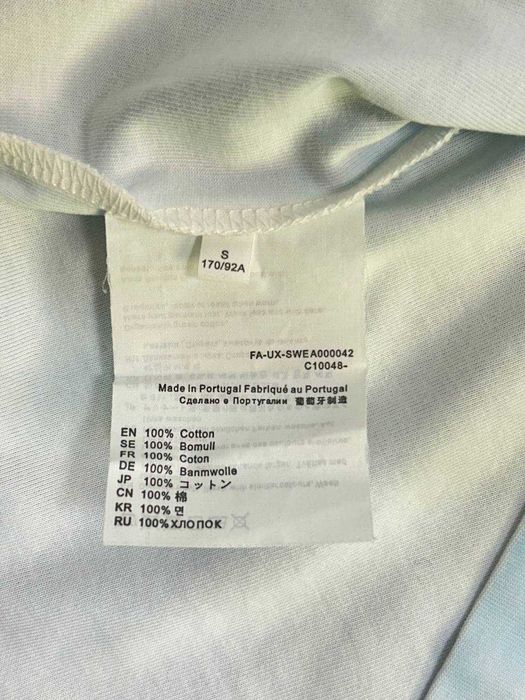 S
170/92A
FA-UX-SWEA000042
C10048-
Made in Portugal Fabriqué au Portugal
Сделано в Португалии 葡萄牙制造
EN 100% Cotton
SE 100% Bomull
FR 100% Coton
DE 100% Banmwolle
JP 100% コットン
CN 100% 棉
KR 100% 면
RU 100% ХЛОПОК